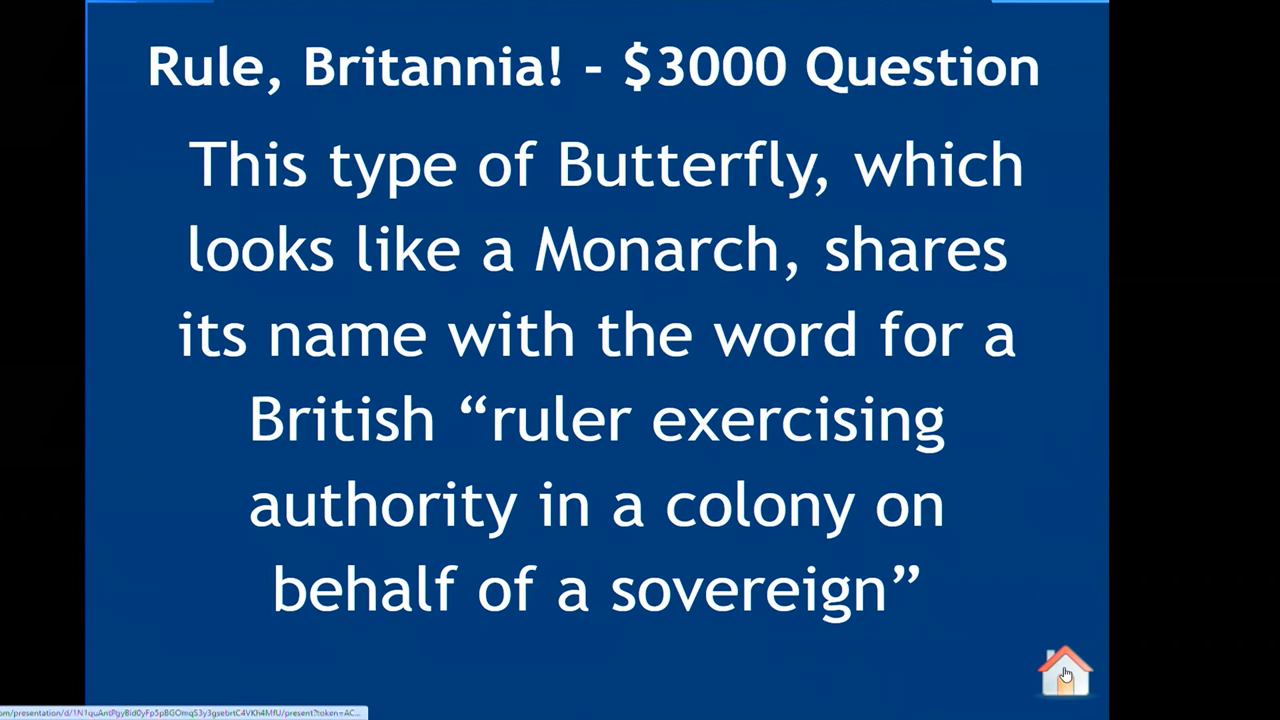 Rule, Britannia! - $3000 Question
This type of Butterfly, which
looks like a Monarch, shares
its name with the word for a
British “ruler exercising
authority in a colony on
behalf of a sovereign”